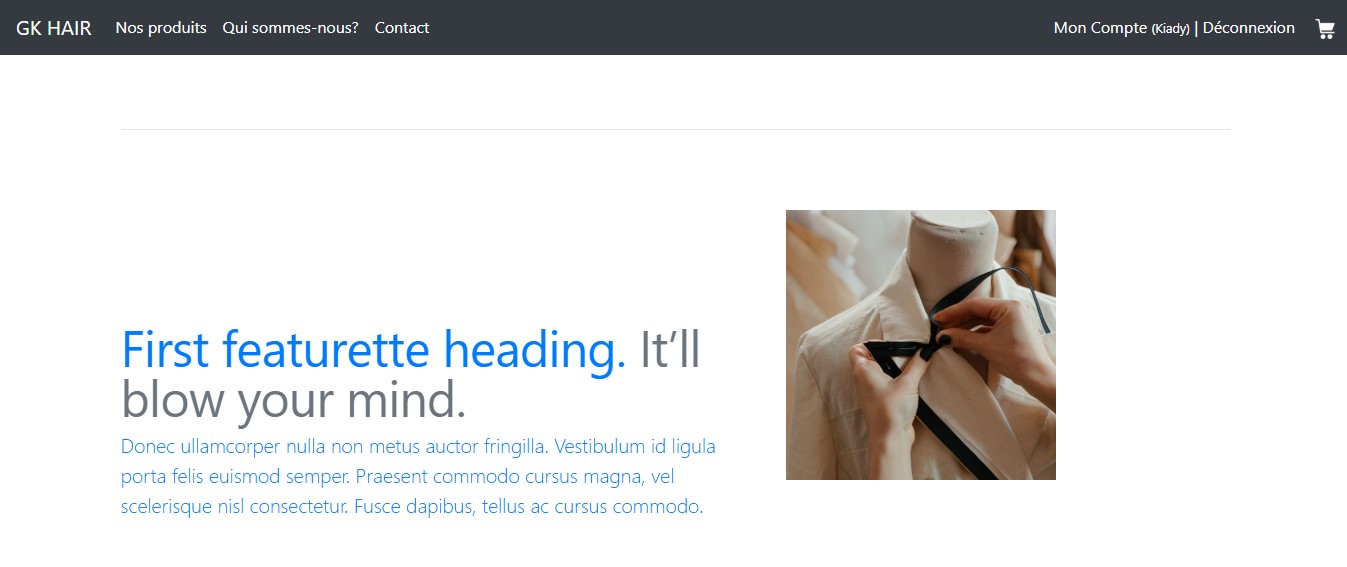 GK HAIR Nos produits Qui sommes-nous? Contact Mon Compte (Kiady) | Déconnexion
First featurette heading. It’ll
blow your mind.
Donec ullamcorper nulla non metus auctor fringilla. Vestibulum id ligula
porta felis euismod semper. Praesent commodo cursus magna, vel
scelerisque nisl consectetur. Fusce dapibus, tellus ac cursus commodo.